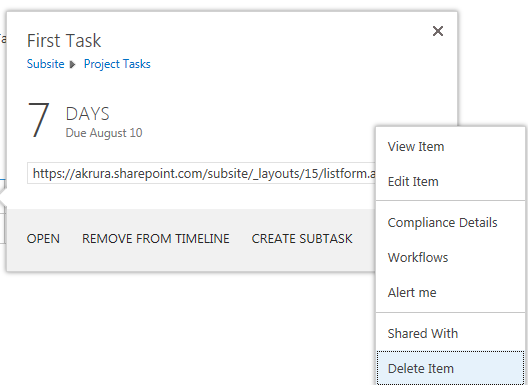 First Task
Subsite Project Tasks
7 DAYS
Due August 10
https://akrura.sharepoint.com/subsite/_layouts/15/listform.a
OPEN REMOVE FROM TIMELINE CREATE SUBTASK
View Item
Edit Item
Compliance Details
Workflows
Alert me
Shared With
Delete Item